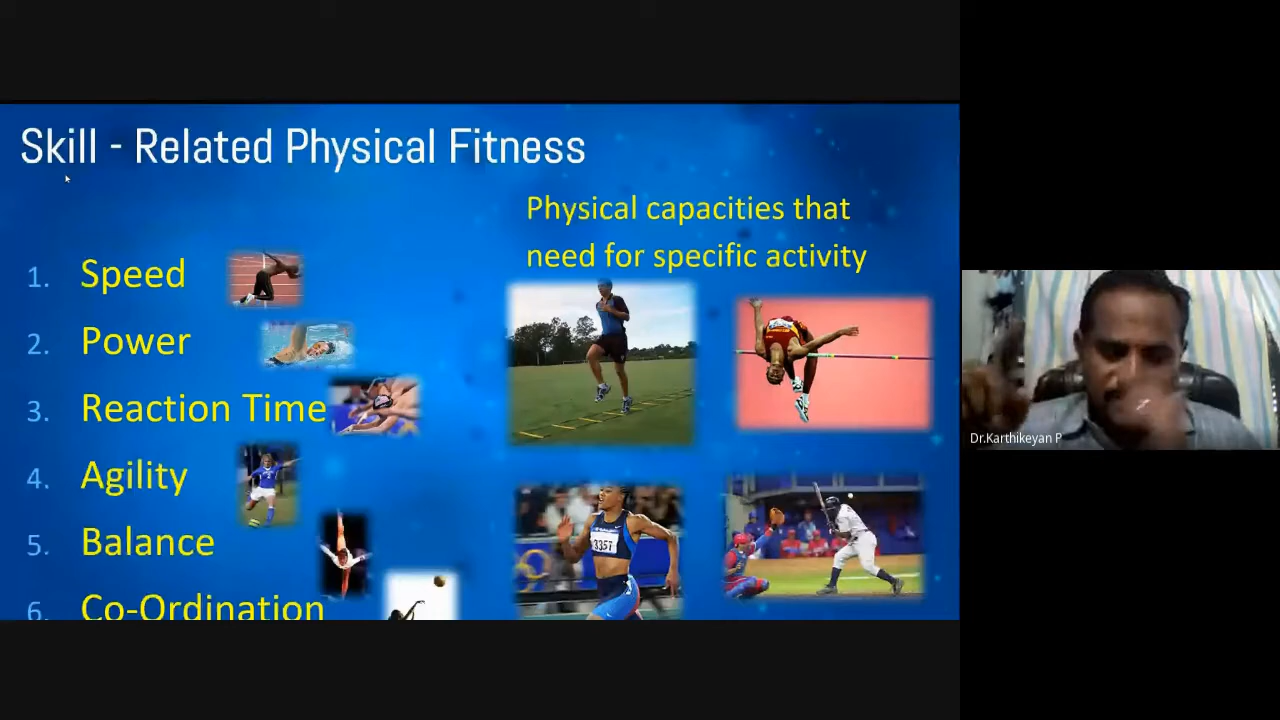 Skill - Related Physical Fitness
Physical capacities that
need for specific activity
1. Speed
2. Power
3. Reaction Time
4. Agility
5. Balance
6. Co-Ordination
3357
Dr.Karthikeyan P